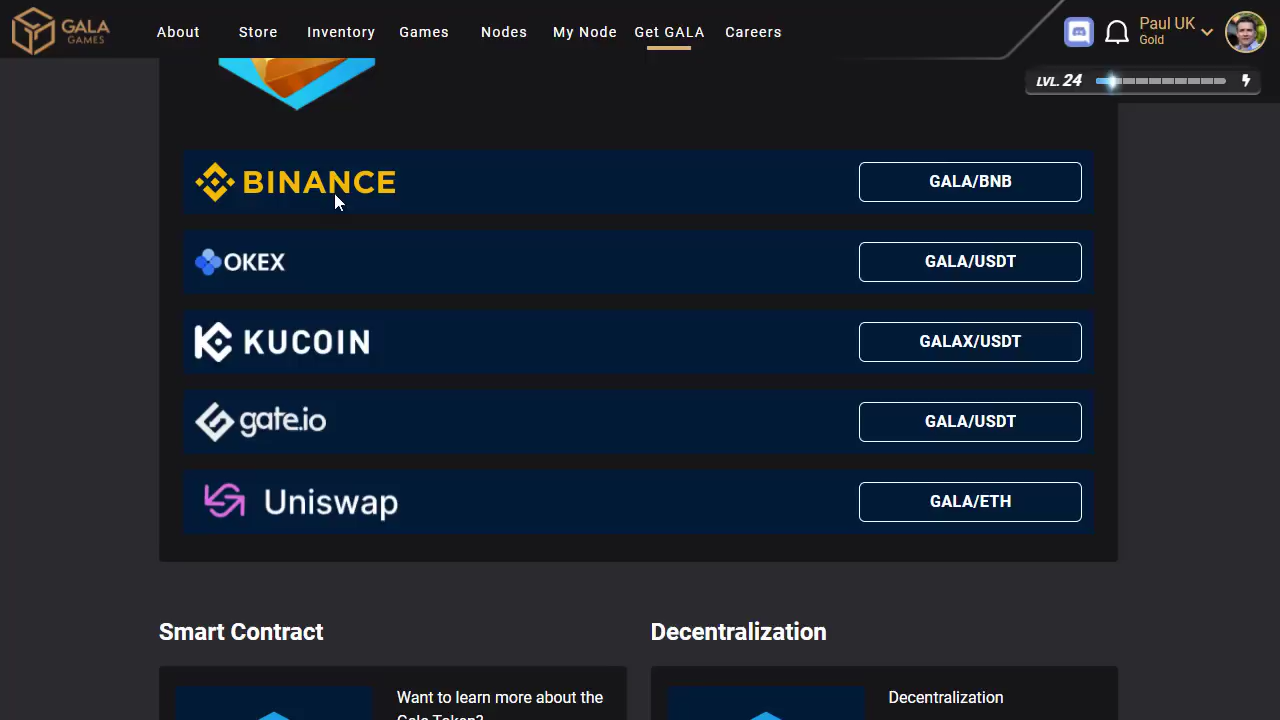 GALA GAMES
About
Store
Inventory
Games
Nodes
My Node
Get GALA
Careers
Paul UK
Gold
LVL. 24
BINANCE
GALA/BNB
OKEX
GALA/USDT
KUCOIN
GALAX/USDT
gate.io
GALA/USDT
Uniswap
GALA/ETH
Smart Contract
Decentralization
Want to learn more about the
Gala Token?
Decentralization